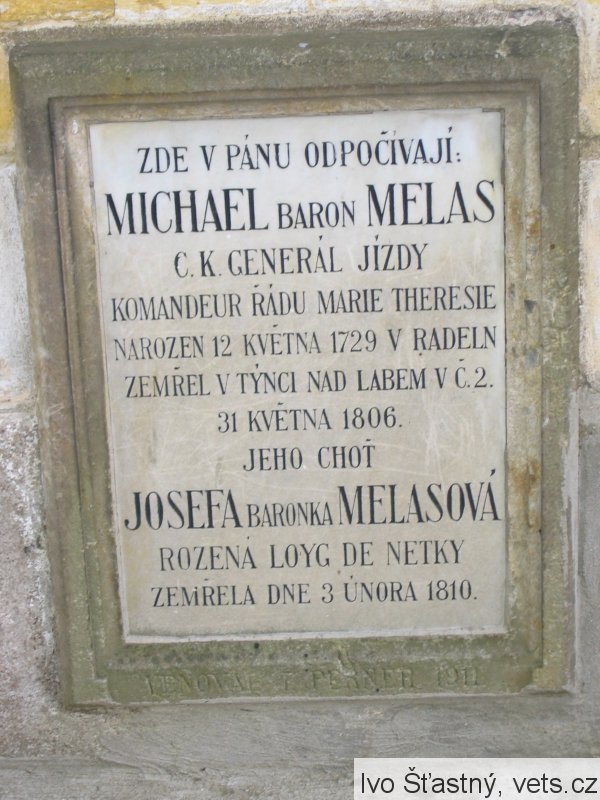 ZDE V PÁNU ODPOČÍVAJÍ:
MICHAEL BARON MELAS
C. K. GENERÁL JÍZDY
KOMANDEUR ŘÁDU MARIE THERESIE
NAROZEN 12 KVĚTNA 1729 V RADELN
ZEMŘEL V TÝNCI NAD LABEM V Č. 2.
31 KVĚTNA 1806.
JEHO CHOŤ
JOSEFA BARONKA MELASOVÁ
ROZENÁ LOYG DE NETKY
ZEMŘELA DNE 3 ÚNORA 1810.
VĚNOVAL PERNER 1911
Ivo Šťastný, vets.cz